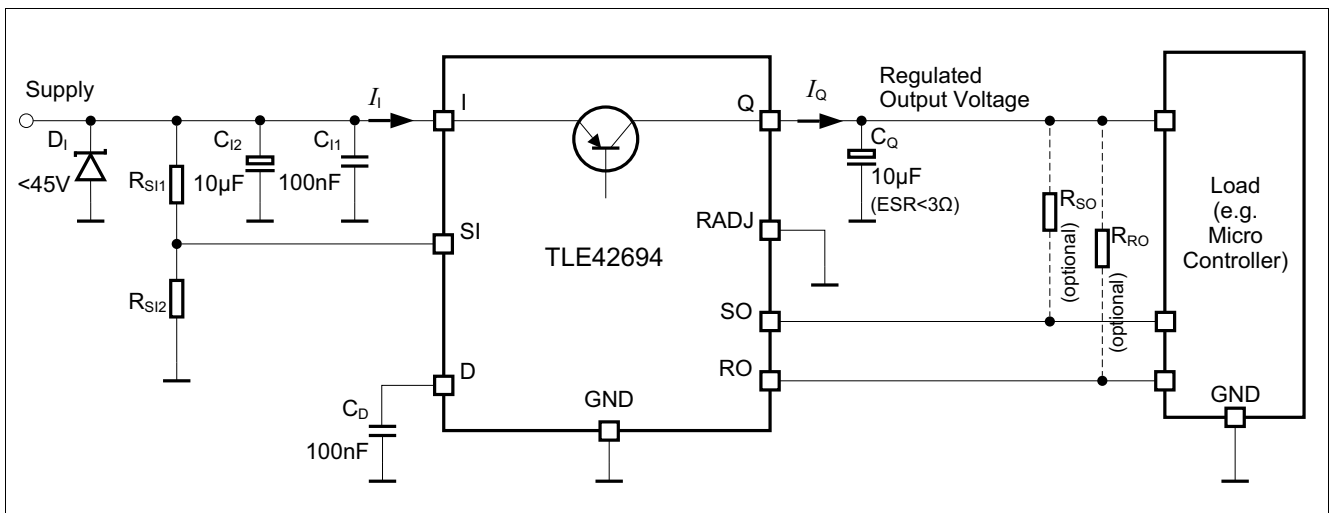 Supply
D_I
<45V
R_SI1
C_I2
10µF
C_I1
100nF
I_I
I
Q
I_Q
Regulated
Output Voltage
C_Q
10µF
(ESR<3Ω)
R_SI2
SI
TLE42694
RADJ
R_SO
(optional)
R_RO
(optional)
Load
(e.g.
Micro
Controller)
SO
RO
D
C_D
100nF
GND
GND